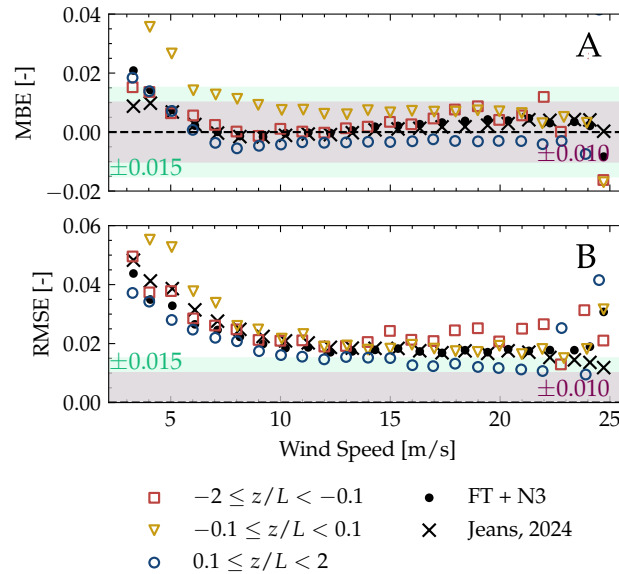 A
MBE [-]
0.04
0.02
0.00
−0.02
±0.015
±0.010
B
RMSE [-]
0.06
0.04
0.02
0.00
±0.015
±0.010
5 10 15 20 25
Wind Speed [m/s]
−2 ≤ z/L < −0.1
−0.1 ≤ z/L < 0.1
0.1 ≤ z/L < 2
FT + N3
Jeans, 2024